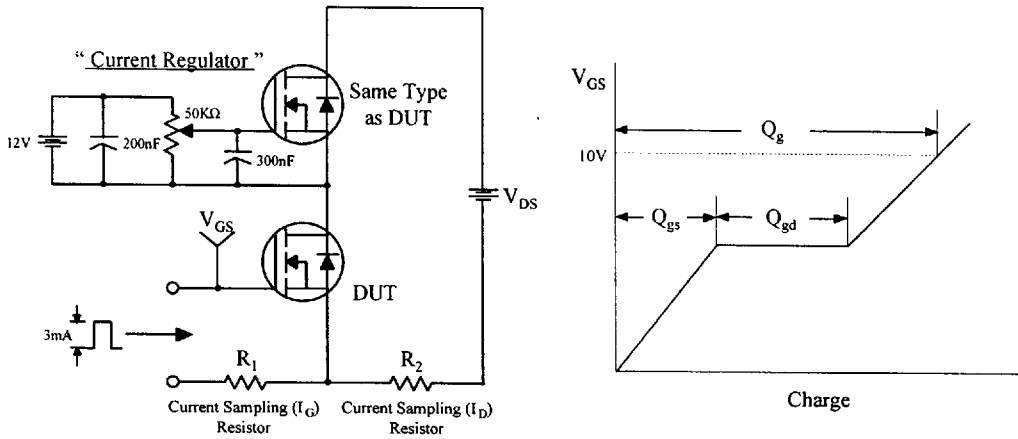 “ Current Regulator ”
Same Type
as DUT
50KΩ
12V
200nF
300nF
V_DS
V_GS
DUT
3mA
R_1
R_2
Current Sampling (I_G)
Resistor
Current Sampling (I_D)
Resistor
V_GS
Q_g
10V
Q_gs
Q_gd
Charge